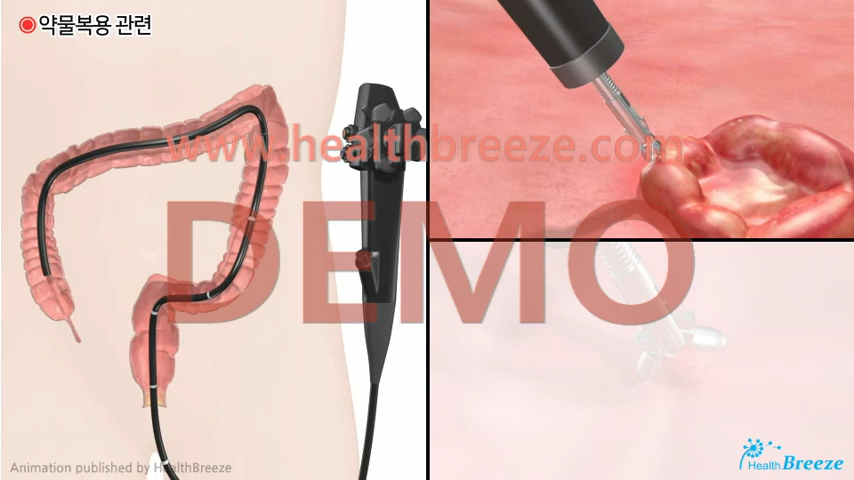 약물복용 관련
www.healthbreeze.com
DEMO
Animation published by HealthBreeze
Health Breeze